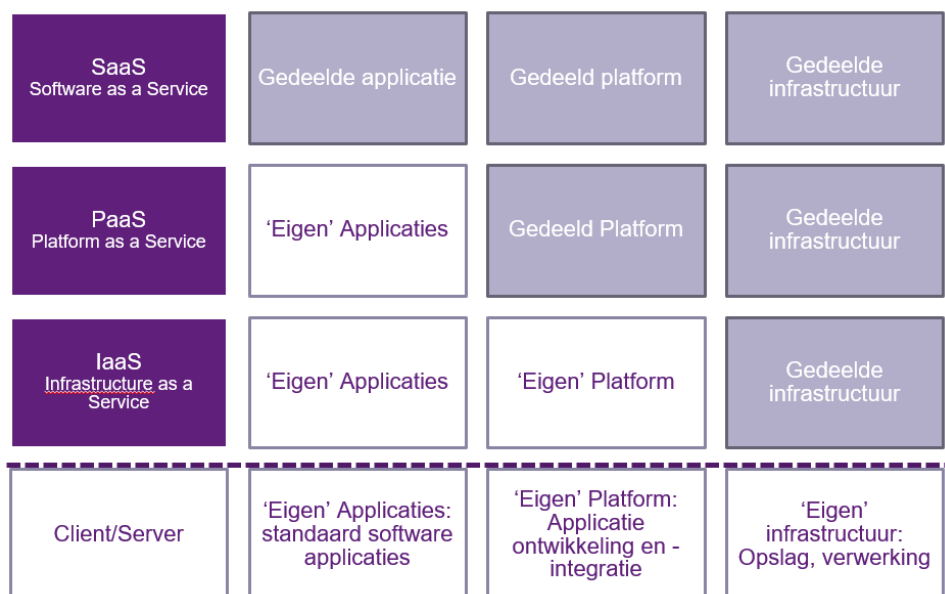 SaaS
Software as a Service
Gedeelde applicatie
Gedeeld platform
Gedeelde
infrastructuur
PaaS
Platform as a Service
‘Eigen’ Applicaties
Gedeeld Platform
Gedeelde
infrastructuur
IaaS
Infrastructure as a
Service
‘Eigen’ Applicaties
‘Eigen’ Platform
Gedeelde
infrastructuur
Client/Server
‘Eigen’ Applicaties:
standaard software
applicaties
‘Eigen’ Platform:
Applicatie
ontwikkeling en -
integratie
‘Eigen’
infrastructuur:
Opslag, verwerking